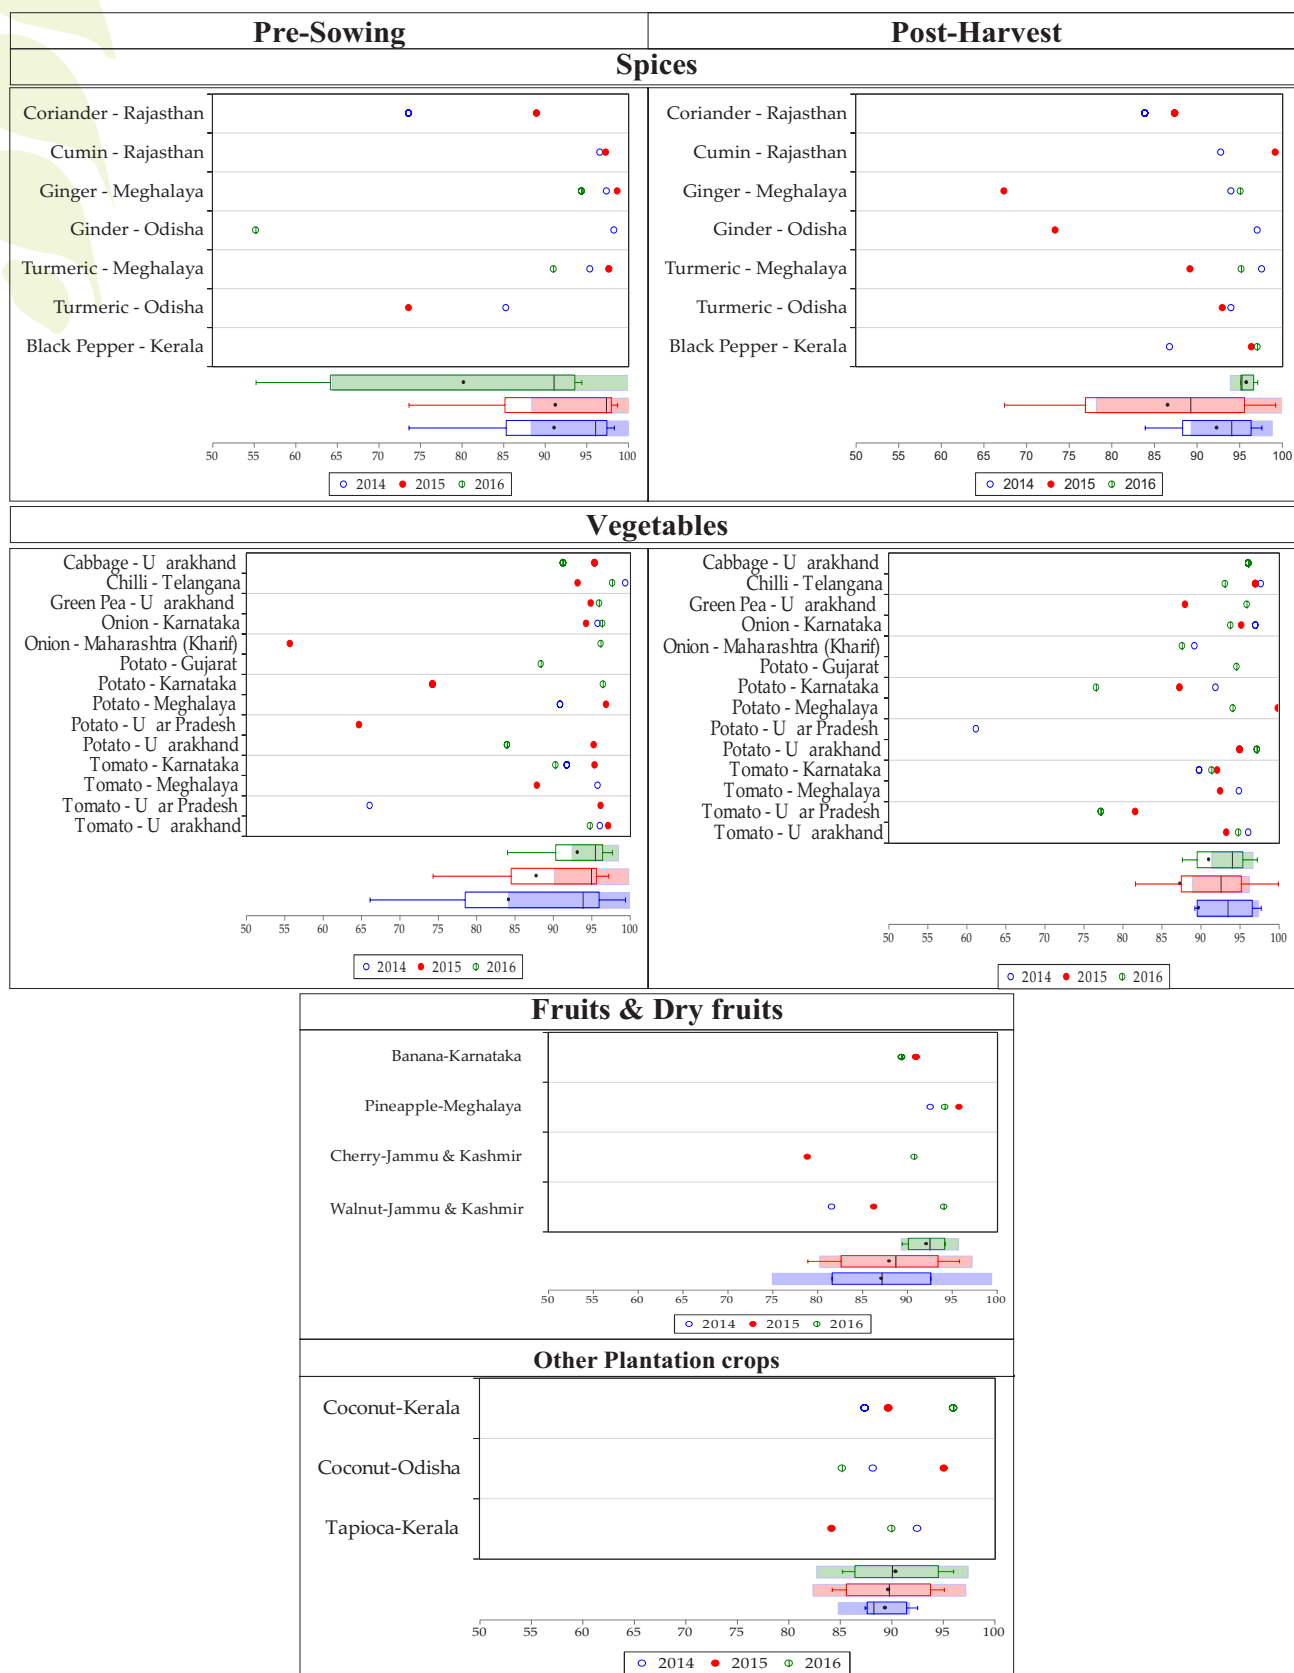 Pre-Sowing Post-Harvest
Spices
Coriander - Rajasthan
Cumin - Rajasthan
Ginger - Meghalaya
Ginder - Odisha
Turmeric - Meghalaya
Turmeric - Odisha
Black Pepper - Kerala
50 55 60 65 70 75 80 85 90 95 100
2014 2015 2016
Coriander - Rajasthan
Cumin - Rajasthan
Ginger - Meghalaya
Ginder - Odisha
Turmeric - Meghalaya
Turmeric - Odisha
Black Pepper - Kerala
50 55 60 65 70 75 80 85 90 95 100
2014 2015 2016
Vegetables
Cabbage - U arakhand
Chilli - Telangana
Green Pea - U arakhand
Onion - Karnataka
Onion - Maharashtra (Kharif)
Potato - Gujarat
Potato - Karnataka
Potato - Meghalaya
Potato - U ar Pradesh
Potato - U arakhand
Tomato - Karnataka
Tomato - Meghalaya
Tomato - U ar Pradesh
Tomato - U arakhand
50 55 60 65 70 75 80 85 90 95 100
2014 2015 2016
Cabbage - U arakhand
Chilli - Telangana
Green Pea - U arakhand
Onion - Karnataka
Onion - Maharashtra (Kharif)
Potato - Gujarat
Potato - Karnataka
Potato - Meghalaya
Potato - U ar Pradesh
Potato - U arakhand
Tomato - Karnataka
Tomato - Meghalaya
Tomato - U ar Pradesh
Tomato - U arakhand
50 55 60 65 70 75 80 85 90 95 100
2014 2015 2016
Fruits & Dry fruits
Banana-Karnataka
Pineapple-Meghalaya
Cherry-Jammu & Kashmir
Walnut-Jammu & Kashmir
50 55 60 65 70 75 80 85 90 95 100
2014 2015 2016
Other Plantation crops
Coconut-Kerala
Coconut-Odisha
Tapioca-Kerala
50 55 60 65 70 75 80 85 90 95 100
2014 2015 2016